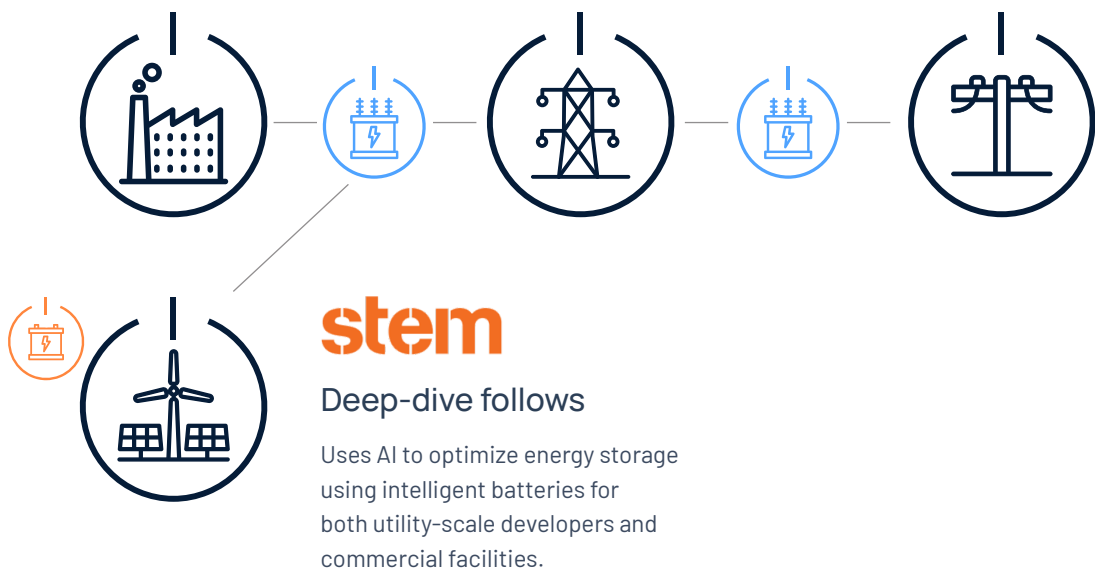 stem
Deep-dive follows
Uses AI to optimize energy storage
using intelligent batteries for
both utility-scale developers and
commercial facilities.